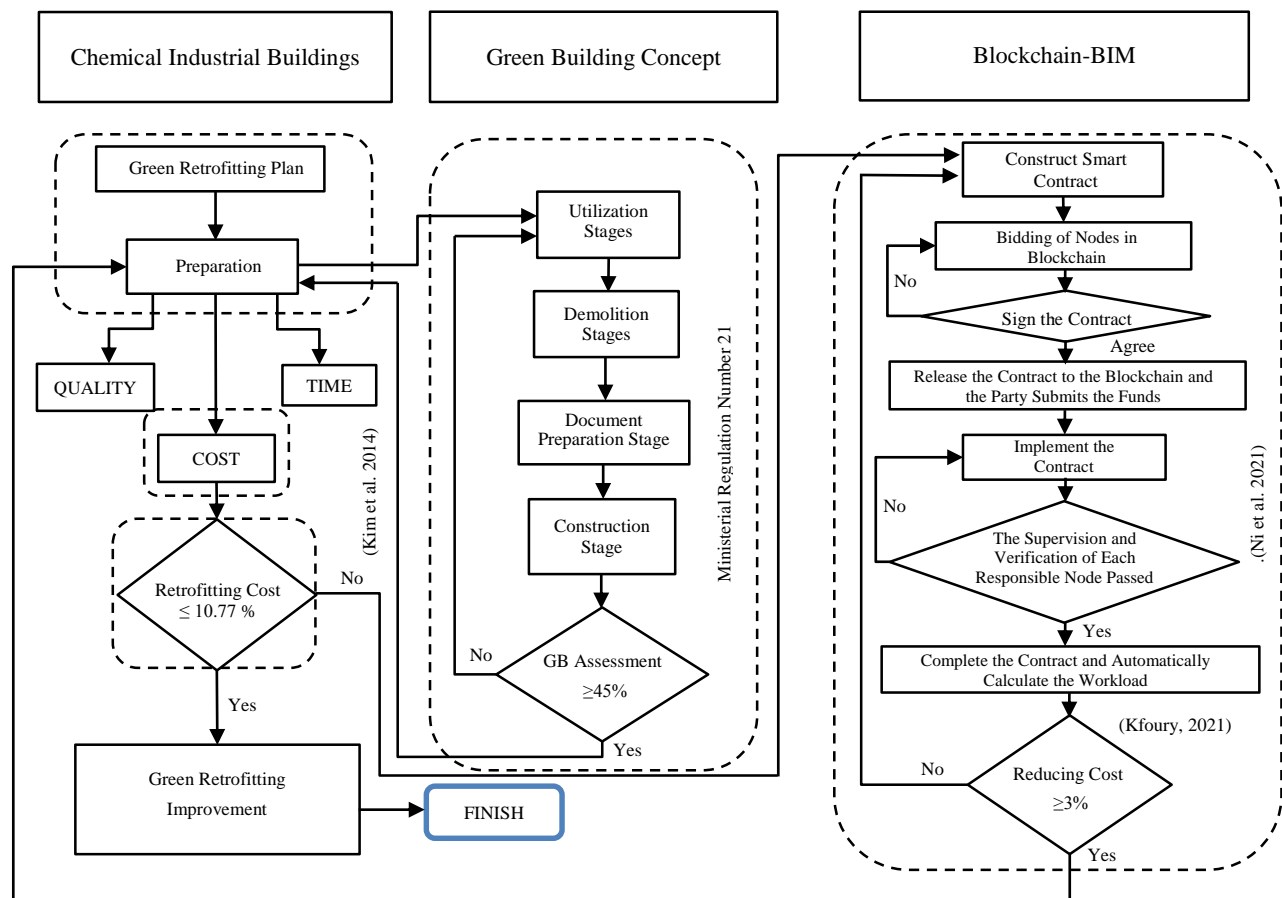 Chemical Industrial Buildings
Green Building Concept
Blockchain-BIM
Green Retrofitting Plan
Preparation
QUALITY
TIME
COST
(Kim et al. 2014)
Retrofitting Cost
≤ 10.77 %
No
Yes
Green Retrofitting
Improvement
FINISH
Utilization
Stages
Demolition
Stages
Document
Preparation Stage
Construction
Stage
GB Assessment
≥45%
No
Yes
Ministerial Regulation Number 21
Construct Smart
Contract
Bidding of Nodes in
Blockchain
No
Sign the Contract
Agree
Release the Contract to the Blockchain and
the Party Submits the Funds
Implement the
Contract
No
The Supervision and
Verification of Each
Responsible Node Passed
.(Ni et al. 2021)
Yes
Complete the Contract and Automatically
Calculate the Workload
(Kfoury, 2021)
No
Reducing Cost
≥3%
Yes